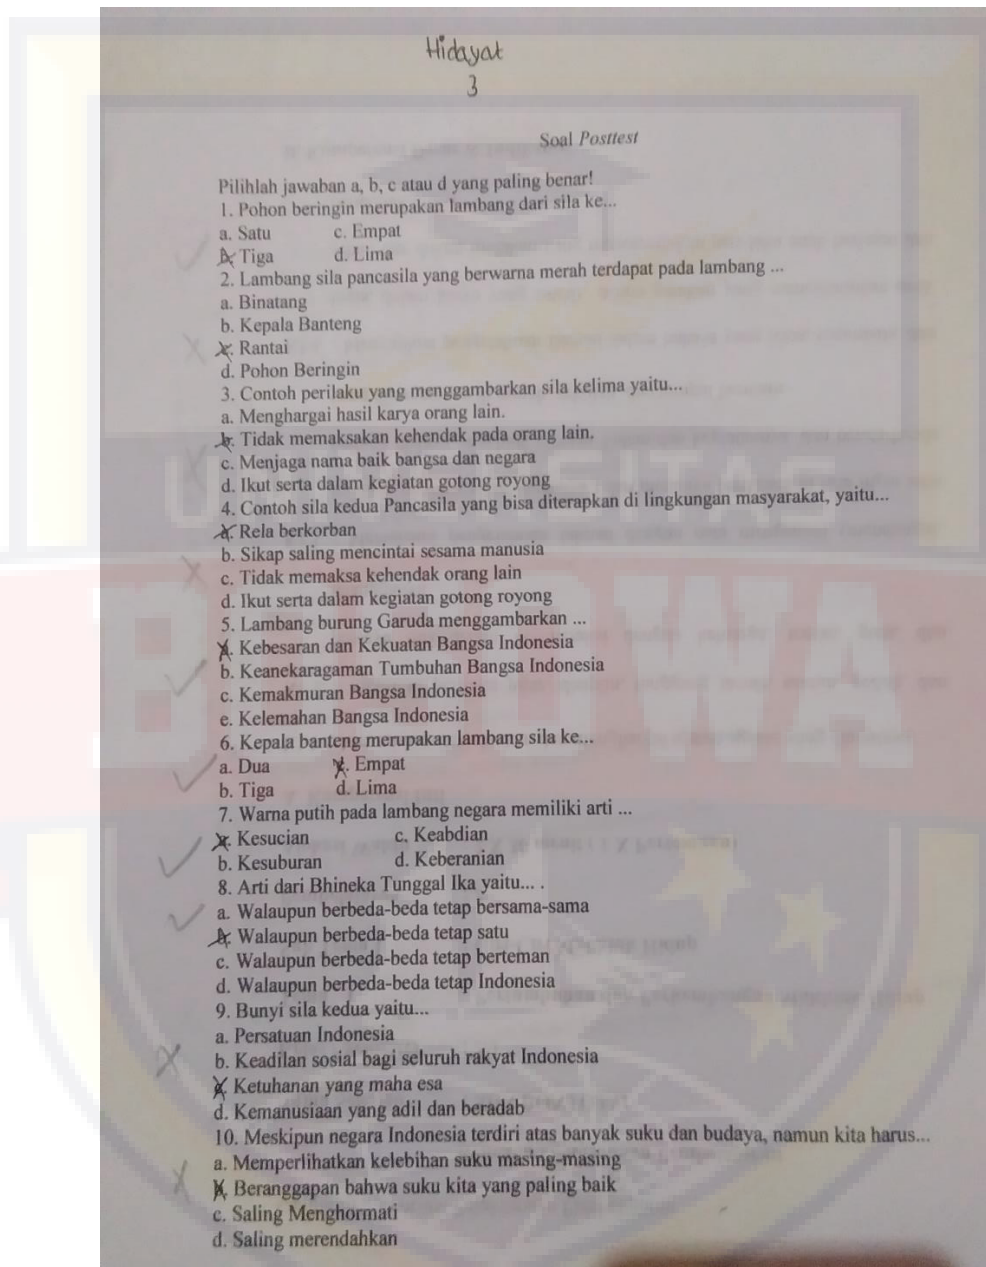 Hidayat
3
Soal Posttest
Pilihlah jawaban a, b, c atau d yang paling benar!
1. Pohon beringin merupakan lambang dari sila ke...
a. Satu c. Empat
b. Tiga d. Lima
2. Lambang sila pancasila yang berwarna merah terdapat pada lambang ...
a. Binatang
b. Kepala Banteng
c. Rantai
d. Pohon Beringin
3. Contoh perilaku yang menggambarkan sila kelima yaitu...
a. Menghargai hasil karya orang lain.
b. Tidak memaksakan kehendak pada orang lain.
c. Menjaga nama baik bangsa dan negara
d. Ikut serta dalam kegiatan gotong royong
4. Contoh sila kedua Pancasila yang bisa diterapkan di lingkungan masyarakat, yaitu...
a. Rela berkorban
b. Sikap saling mencintai sesama manusia
c. Tidak memaksa kehendak orang lain
d. Ikut serta dalam kegiatan gotong royong
5. Lambang burung Garuda menggambarkan ...
a. Kebesaran dan Kekuatan Bangsa Indonesia
b. Keanekaragaman Tumbuhan Bangsa Indonesia
c. Kemakmuran Bangsa Indonesia
e. Kelemahan Bangsa Indonesia
6. Kepala banteng merupakan lambang sila ke...
a. Dua c. Empat
b. Tiga d. Lima
7. Warna putih pada lambang negara memiliki arti ...
a. Kesucian c. Keabdian
b. Kesuburan d. Keberanian
8. Arti dari Bhineka Tunggal Ika yaitu... .
a. Walaupun berbeda-beda tetap bersama-sama
b. Walaupun berbeda-beda tetap satu
c. Walaupun berbeda-beda tetap berteman
d. Walaupun berbeda-beda tetap Indonesia
9. Bunyi sila kedua yaitu...
a. Persatuan Indonesia
b. Keadilan sosial bagi seluruh rakyat Indonesia
c. Ketuhanan yang maha esa
d. Kemanusiaan yang adil dan beradab
10. Meskipun negara Indonesia terdiri atas banyak suku dan budaya, namun kita harus...
a. Memperlihatkan kelebihan suku masing-masing
b. Beranggapan bahwa suku kita yang paling baik
c. Saling Menghormati
d. Saling merendahkan
UNIVERSITAS
BOSOWA